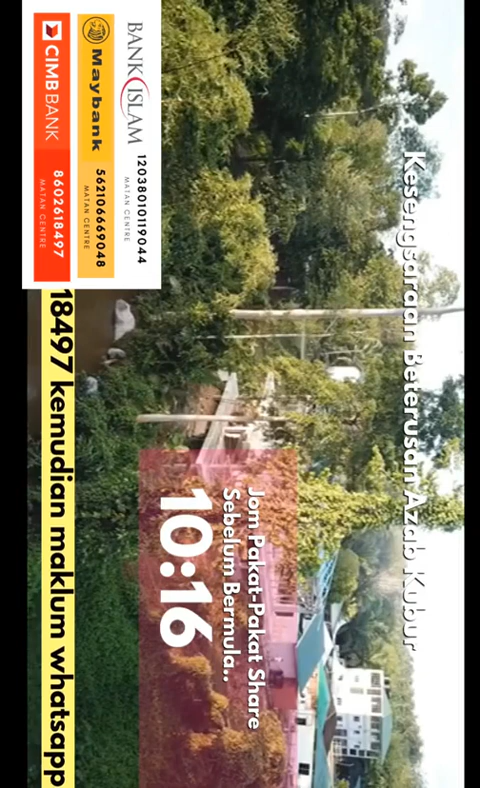 Kesengsaraan Beterusan Azab Kubur
Jom Pakat-Pakat Share
Sebelum Bermula..
10:16
BANK ISLAM
12038010119044
MATAN CENTRE
Maybank
562106669048
MATAN CENTRE
CIMB BANK
8602618497
MATAN CENTRE
18497 kemudian maklum whatsapp